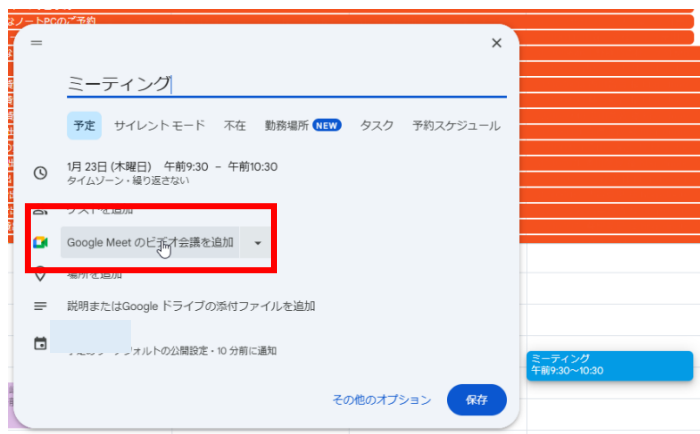 なノートPCのご予約
ミーティング
予定 サイレント モード 不在 勤務場所 NEW タスク 予約スケジュール
1月 23日 (木曜日) 午前9:30 – 午前10:30
タイムゾーン・繰り返さない
ゲストを追加
Google Meet のビデオ会議を追加
場所を追加
説明またはGoogle ドライブの添付ファイルを追加
フォルトの公開設定・10 分前に通知
ミーティング
午前9:30～10:30
その他のオプション 保存